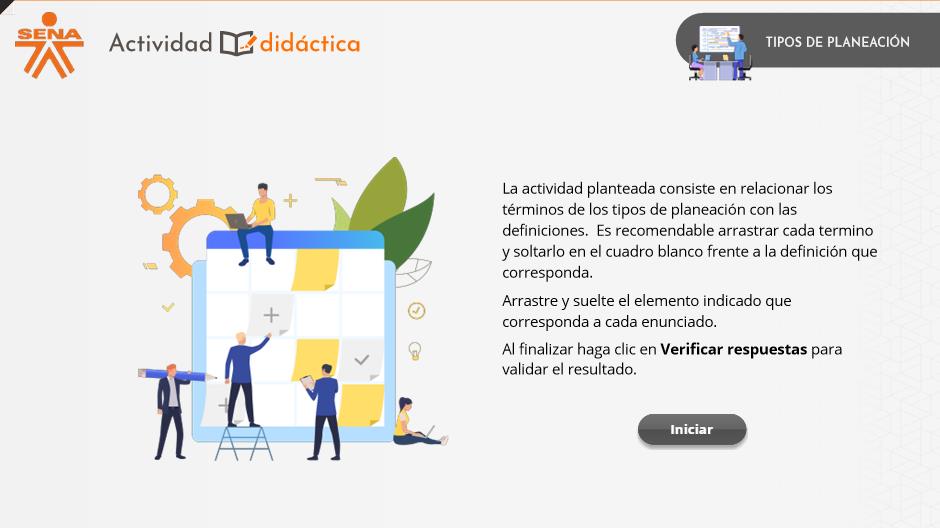 SENA
Actividad didáctica
TIPOS DE PLANEACIÓN
La actividad planteada consiste en relacionar los
términos de los tipos de planeación con las
definiciones. Es recomendable arrastrar cada termino
y soltarlo en el cuadro blanco frente a la definición que
corresponda.
Arrastre y suelte el elemento indicado que
corresponda a cada enunciado.
Al finalizar haga clic en Verificar respuestas para
validar el resultado.
Iniciar